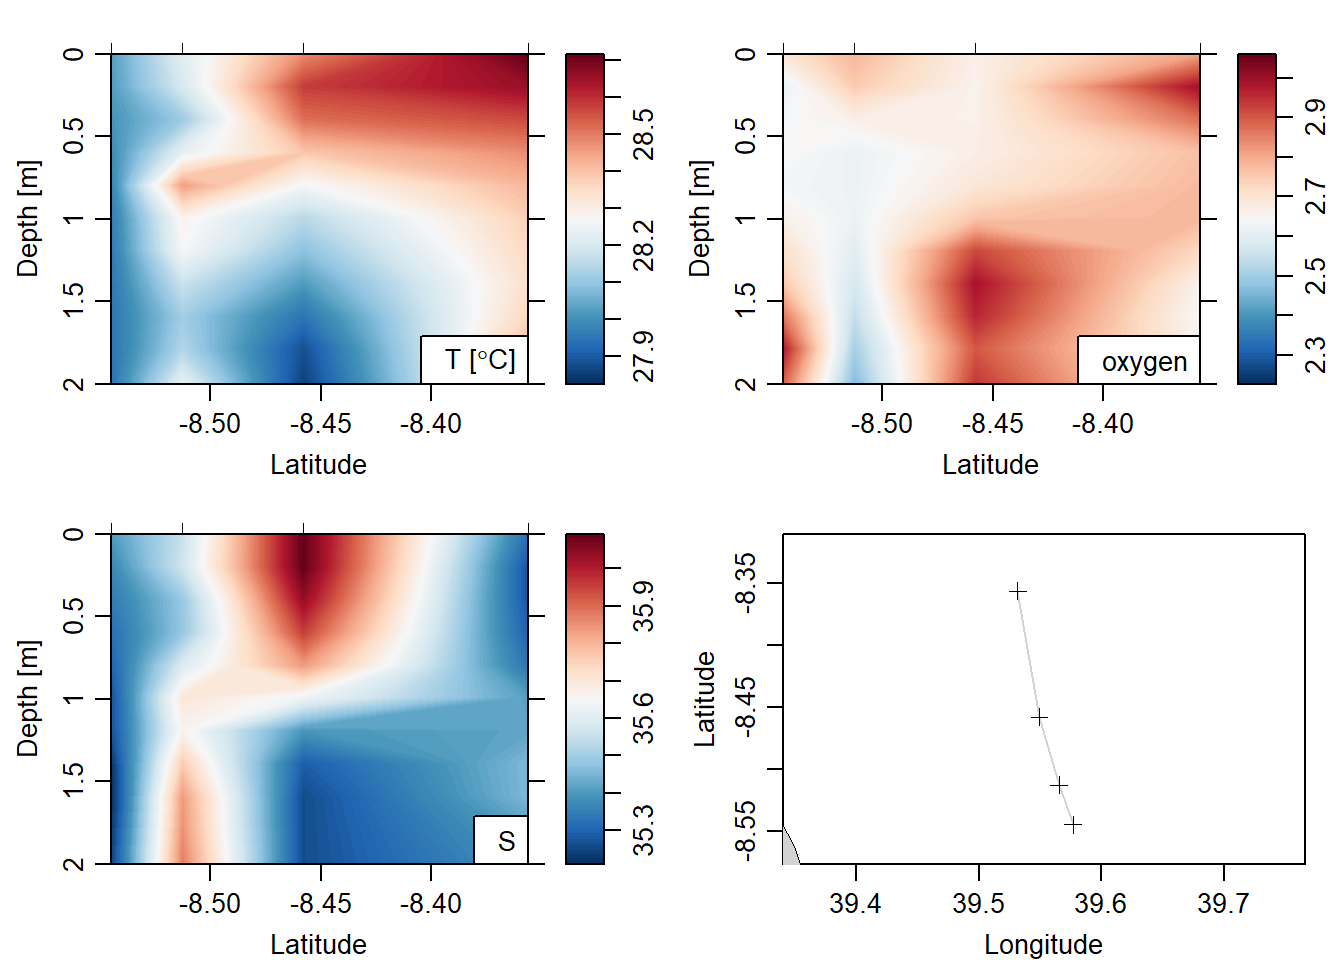 0
0.5
1
1.5
2
Depth [m]
-8.50 -8.45 -8.40
Latitude
T [°C]
28.5
28.2
27.9
0
0.5
1
1.5
2
Depth [m]
-8.50 -8.45 -8.40
Latitude
oxygen
2.9
2.7
2.5
2.3
0
0.5
1
1.5
2
Depth [m]
-8.50 -8.45 -8.40
Latitude
S
35.9
35.6
35.3
-8.35
-8.45
-8.55
Latitude
39.4 39.5 39.6 39.7
Longitude